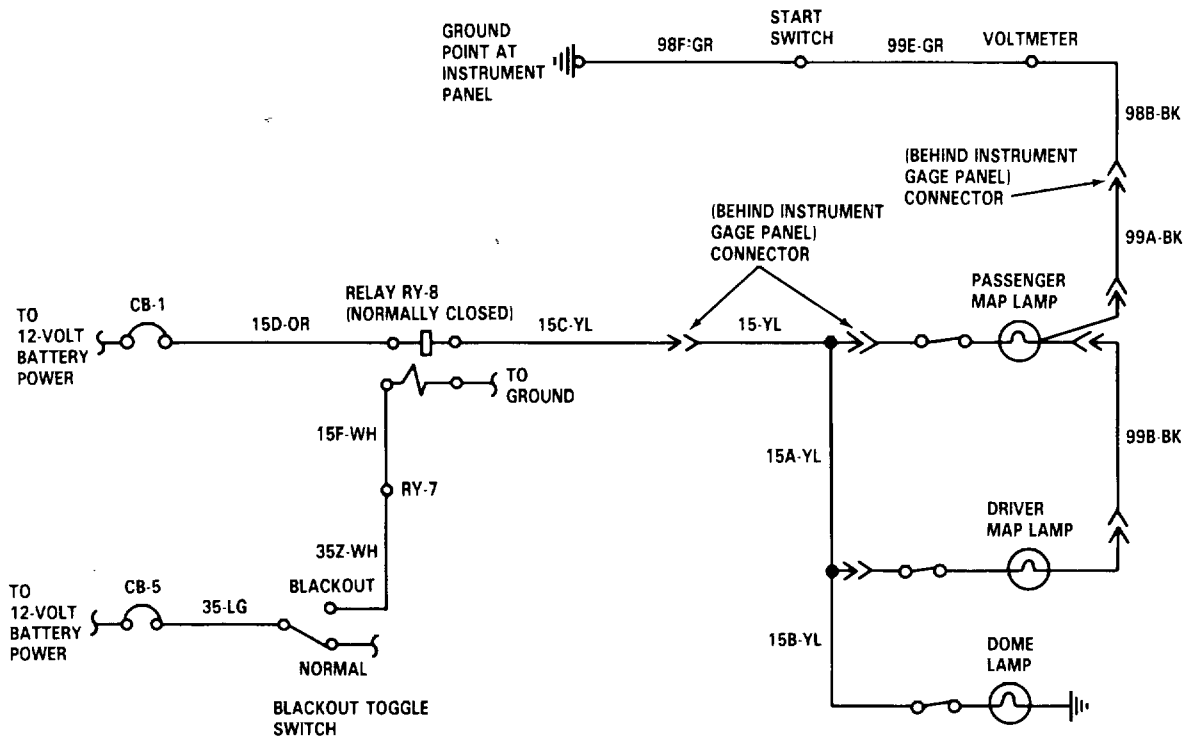 GROUND
POINT AT
INSTRUMENT
PANEL
98F-GR
START
SWITCH
99E-GR
VOLTMETER
98B-BK
(BEHIND INSTRUMENT
GAGE PANEL)
CONNECTOR
99A-BK
(BEHIND INSTRUMENT
GAGE PANEL)
CONNECTOR
PASSENGER
MAP LAMP
TO
12-VOLT
BATTERY
POWER
CB-1
15D-OR
RELAY RY-8
(NORMALLY CLOSED)
15C-YL
15-YL
TO
GROUND
15F-WH
RY-7
35Z-WH
15A-YL
99B-BK
DRIVER
MAP LAMP
TO
12-VOLT
BATTERY
POWER
CB-5
35-LG
BLACKOUT
NORMAL
BLACKOUT TOGGLE
SWITCH
15B-YL
DOME
LAMP